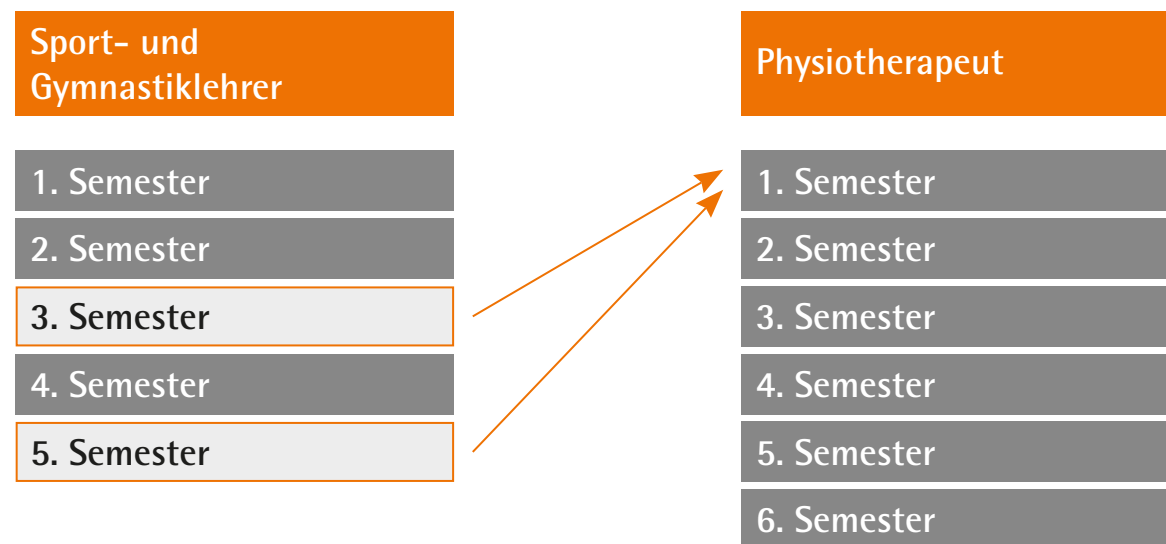 Sport- und
Gymnastiklehrer
1. Semester
2. Semester
3. Semester
4. Semester
5. Semester
Physiotherapeut
1. Semester
2. Semester
3. Semester
4. Semester
5. Semester
6. Semester